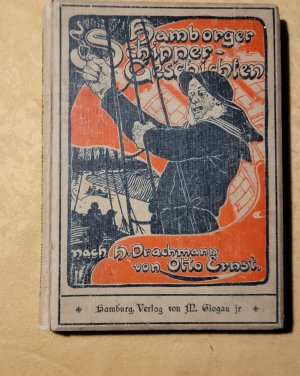 Hamborger
Schipper-
Geschichten
nach H. Drachmann
von Otto Ernst.
Hamburg, Verlag von M. Glogau jr